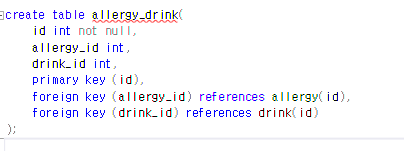 create table allergy_drink(
id int not null,
allergy_id int,
drink_id int,
primary key (id),
foreign key (allergy_id) references allergy(id),
foreign key (drink_id) references drink(id)
);